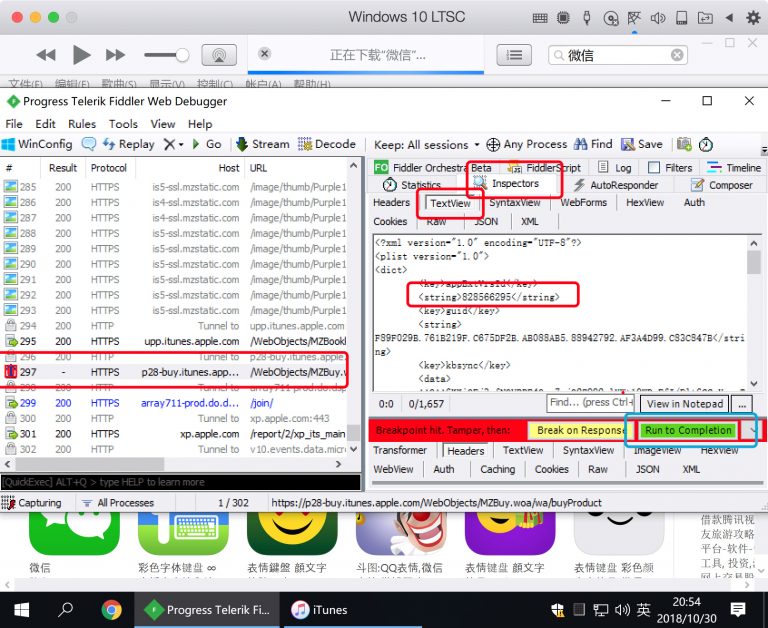 Windows 10 LTSC
正在下载“微信”...
微信
文件(F) 编辑(E) 歌曲(S) 显示(V) 控制(C) 帐户(A) 帮助(H)
Progress Telerik Fiddler Web Debugger
File Edit Rules Tools View Help
WinConfig Replay Go Stream Decode Keep: All sessions Any Process Find Save
# Result Protocol Host URL
285 200 HTTPS is5-ssl.mzstatic.com /image/thumb/Purple1
286 200 HTTPS is5-ssl.mzstatic.com /image/thumb/Purple1
287 200 HTTPS is5-ssl.mzstatic.com /image/thumb/Purple1
288 200 HTTPS is5-ssl.mzstatic.com /image/thumb/Purple1
289 200 HTTPS is5-ssl.mzstatic.com /image/thumb/Purple1
290 200 HTTPS is5-ssl.mzstatic.com /image/thumb/Purple1
291 200 HTTPS is5-ssl.mzstatic.com /image/thumb/Purple1
292 200 HTTPS is5-ssl.mzstatic.com /image/thumb/Purple1
293 200 HTTPS is5-ssl.mzstatic.com /image/thumb/Purple1
294 200 HTTP Tunnel to upp.itunes.apple.com
295 200 HTTPS upp.itunes.apple.com /WebObjects/MZBookl
296 200 HTTP Tunnel to p28-buy.itunes.apple
297 - HTTPS p28-buy.itunes.app... /WebObjects/MZBuy.w
298 200 HTTP Tunnel to array711-prod.do.dsp
299 200 HTTPS array711-prod.do.d... /join/
300 200 HTTP Tunnel to xp.apple.com:443
301 200 HTTPS xp.apple.com /report/2/xp_its_main
302 200 HTTP Tunnel to v10.events.data.micro
[QuickExec] ALT+Q > type HELP to learn more
Capturing All Processes 1 / 302 https://p28-buy.itunes.apple.com/WebObjects/MZBuy.woa/wa/buyProduct
FO Fiddler Orchestra Beta FiddlerScript Log Filters Timeline
Statistics Inspectors AutoResponder Composer
Headers TextView SyntaxView WebForms HexView Auth
Cookies Raw JSON XML
<?xml version="1.0" encoding="UTF-8"?>
<plist version="1.0">
<dict>
<key>appExtVrsId</key>
<string>828566295</string>
<key>guid</key>
<string>
F89F029B.761B219F.C675DF2B.AB088AB5.88942792.AF3A4D99.C83C847B</stri
ng>
<key>kbsync</key>
<data>
0:0 0/1,657 Find... (press Ctrl+ View in Notepad ...
Breakpoint hit. Tamper, then: Break on Response Run to Completion
Transformer Headers TextView SyntaxView ImageView HexView
WebView Auth Caching Cookies Raw JSON XML
微信 彩色字体键盘 ∞ 表情鍵盤 顔文字 斗图:QQ表情,微信 表情键盘 彩色颜
借款腾讯视
友旅游攻略
平台-软件-
工具, 投资,
Progress Telerik Fi... iTunes 英 20:54
2018/10/30